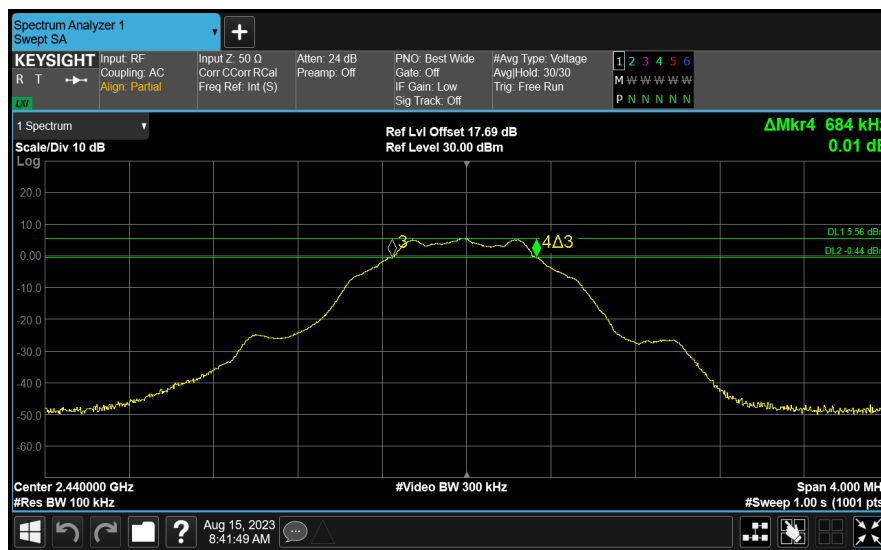 Spectrum Analyzer 1
Swept SA
+
KEYSIGHT
R T
LXI
Input: RF
Coupling: AC
Align: Partial
Input Z: 50 Ω
Corr CCorr RCal
Freq Ref: Int (S)
Atten: 24 dB
Preamp: Off
PNO: Best Wide
Gate: Off
IF Gain: Low
Sig Track: Off
#Avg Type: Voltage
Avg|Hold: 30/30
Trig: Free Run
1 2 3 4 5 6
M W W W W W
P N N N N N
1 Spectrum
Scale/Div 10 dB
Ref Lvl Offset 17.69 dB
Ref Level 30.00 dBm
ΔMkr4 684 kHz
0.01 dB
Log
20.0
10.0
0.00
-10.0
-20.0
-30.0
-40.0
-50.0
-60.0
3
4Δ3
DL1 5.56 dBm
DL2 -0.44 dBm
Center 2.440000 GHz
#Video BW 300 kHz
Span 4.000 MH
#Res BW 100 kHz
#Sweep 1.00 s (1001 pts
?
Aug 15, 2023
8:41:49 AM